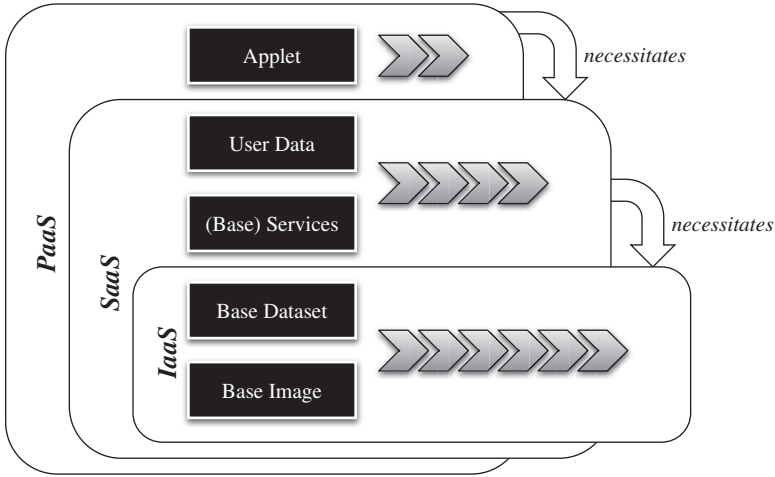 Applet
necessitates
User Data
(Base) Services
necessitates
PaaS
SaaS
IaaS
Base Dataset
Base Image